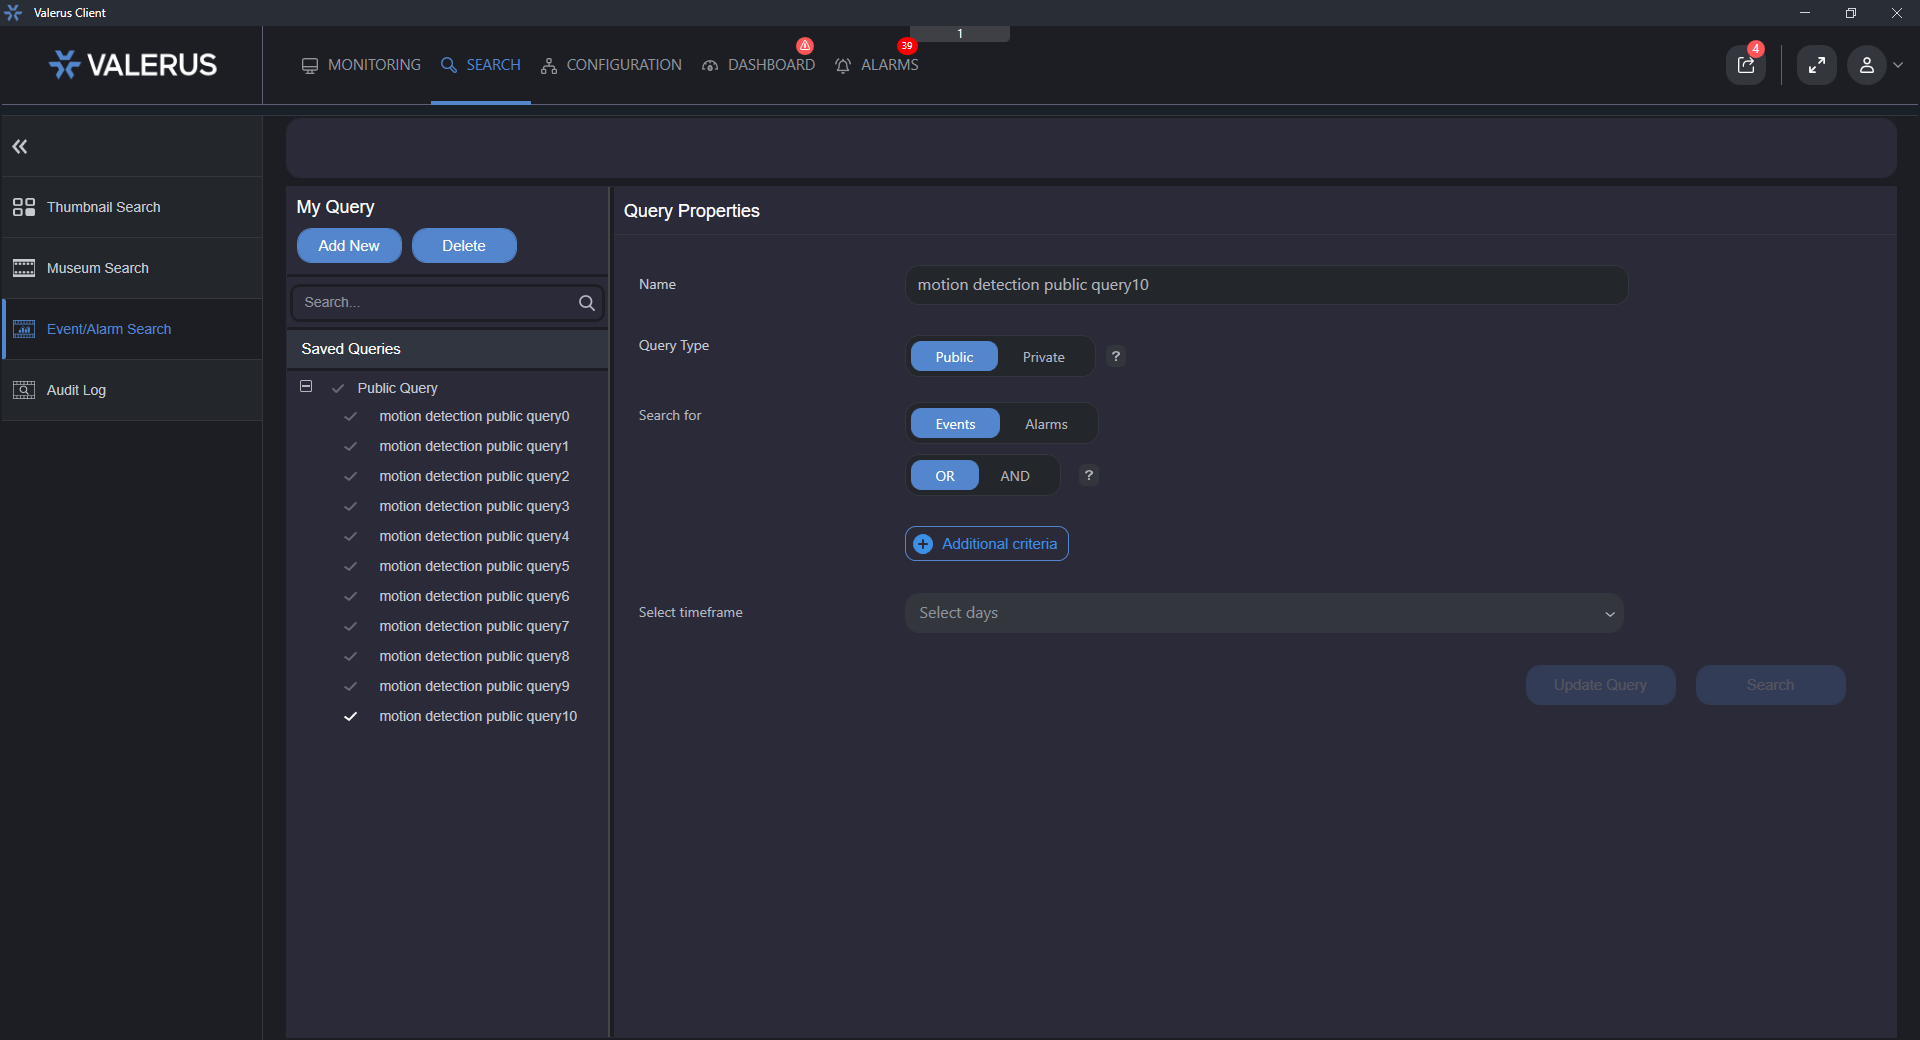 Valerus Client
1
VALERUS
MONITORING
SEARCH
CONFIGURATION
DASHBOARD
39
ALARMS
4
Thumbnail Search
Museum Search
Event/Alarm Search
Audit Log
My Query
Add New
Delete
Search...
Saved Queries
Public Query
motion detection public query0
motion detection public query1
motion detection public query2
motion detection public query3
motion detection public query4
motion detection public query5
motion detection public query6
motion detection public query7
motion detection public query8
motion detection public query9
motion detection public query10
Query Properties
Name
motion detection public query10
Query Type
Public
Private
?
Search for
Events
Alarms
OR
AND
?
Additional criteria
Select timeframe
Select days
Update Query
Search